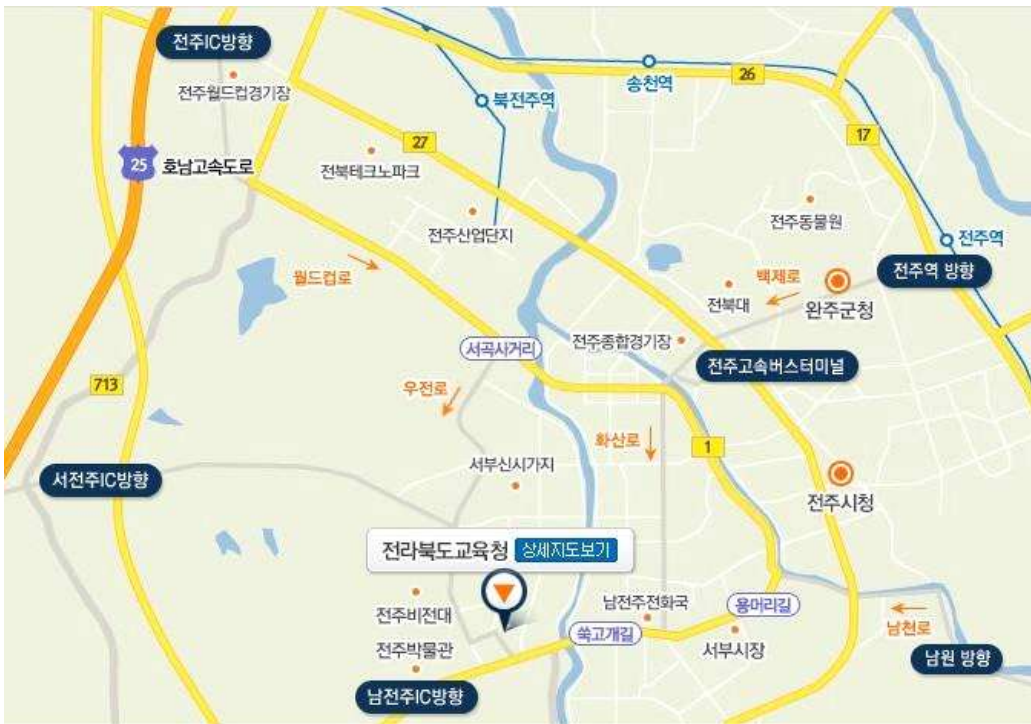 전주IC방향
전주월드컵경기장
송천역
26
북전주역
17
27
25
호남고속도로
전북테크노파크
전주산업단지
전주동물원
전주역
전주역 방향
월드컵로
백제로
전북대
완주군청
서곡사거리
전주종합경기장
전주고속버스터미널
713
우전로
화산로
1
서부신시가지
서전주IC방향
전주시청
전라북도교육청 상세지도보기
전주비전대
남전주전화국
용머리길
쑥고개길
남천로
전주박물관
서부시장
남원 방향
남전주IC방향